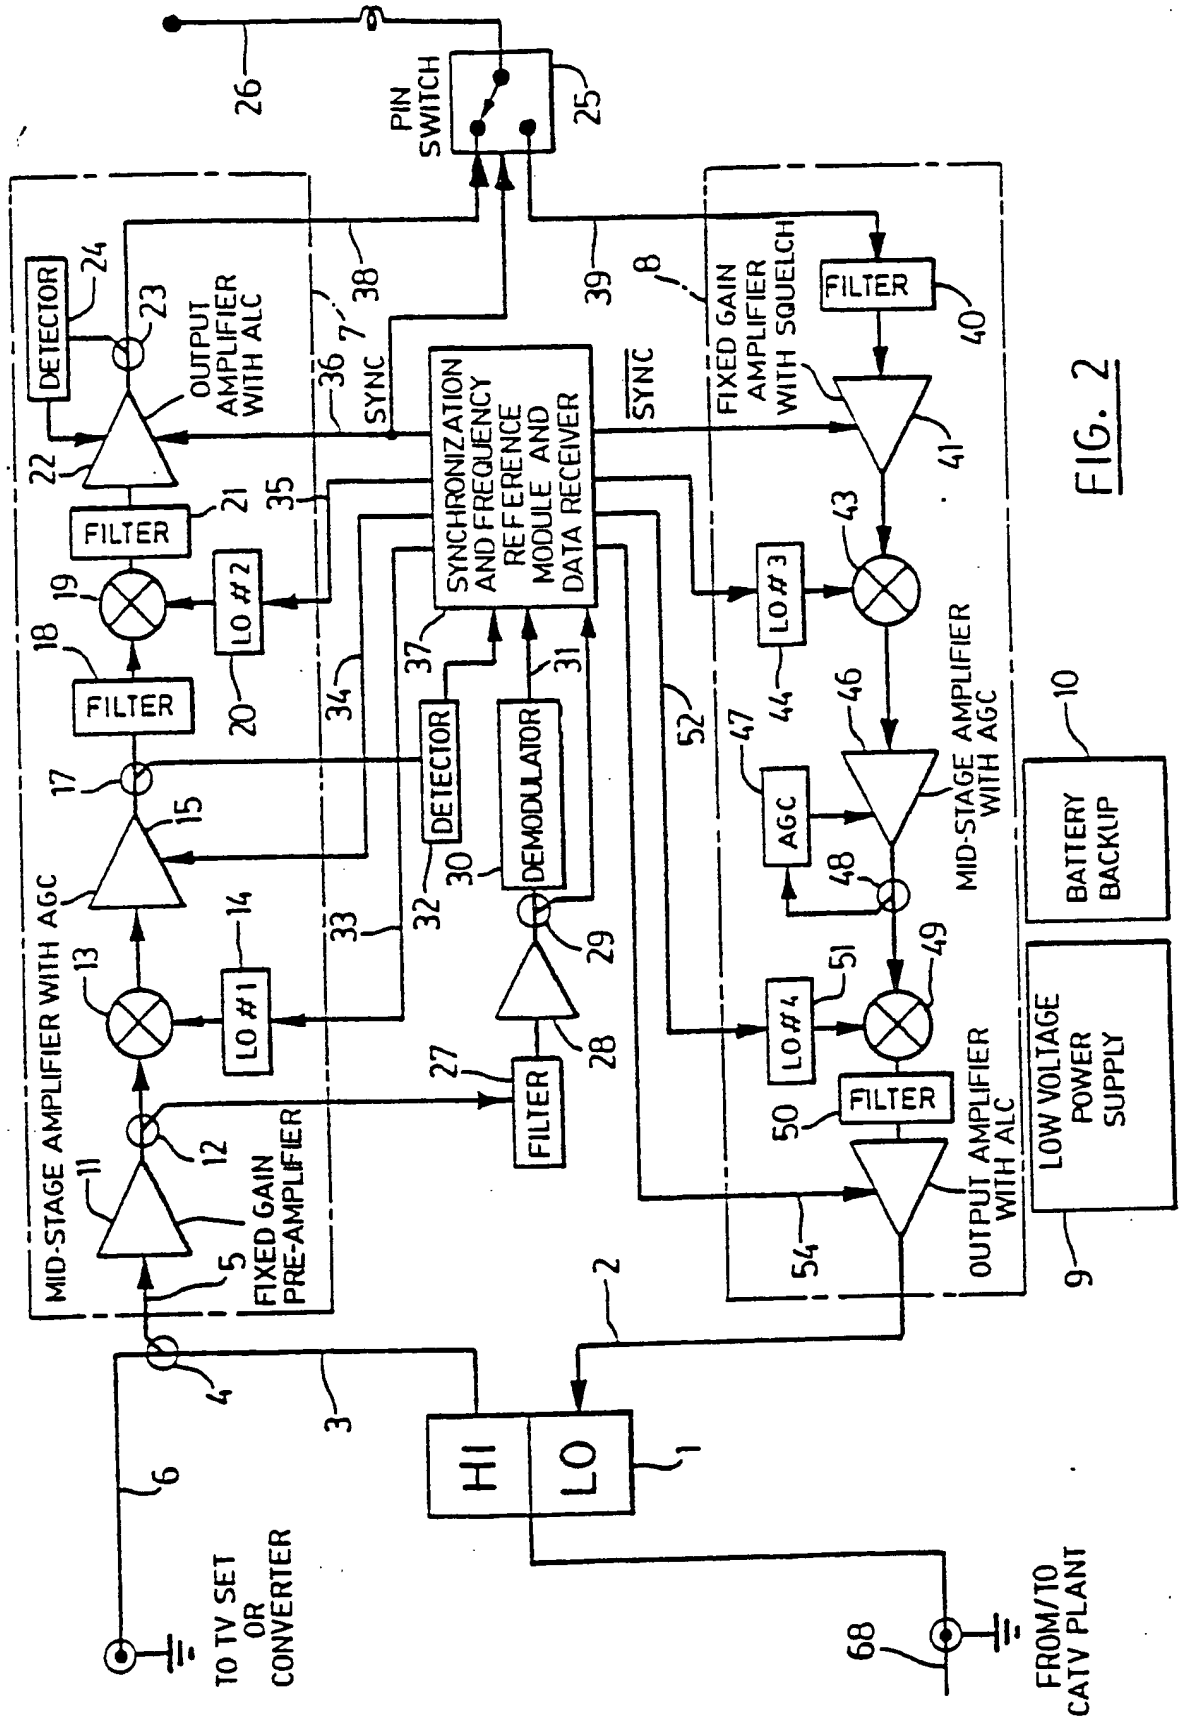 MID-STAGE AMPLIFIER WITH AGC
11
5
FIXED GAIN
PRE-AMPLIFIER
12
13
LO #1
14
15
17
FILTER
18
19
LO #2
20
FILTER
21
22
DETECTOR
24
23
OUTPUT
AMPLIFIER
WITH ALC
7
33
34
35
36
SYNC
38
PIN
SWITCH
25
26
6
TO TV SET
OR
CONVERTER
4
3
HI
LO
1
2
68
FROM/TO
CATV PLANT
FILTER
27
28
29
DEMODULATOR
30
31
DETECTOR
32
37
SYNCHRONIZATION
AND FREQUENCY
REFERENCE
MODULE AND
DATA RECEIVER
SYNC
39
8
FIXED GAIN
AMPLIFIER
WITH SQUELCH
FILTER
40
41
43
LO #3
44
52
46
47
AGC
48
MID-STAGE AMPLIFIER
WITH AGC
49
LO #4
51
FILTER
50
54
OUTPUT AMPLIFIER
WITH ALC
LOW VOLTAGE
POWER
SUPPLY
9
BATTERY
BACKUP
10
FIG. 2